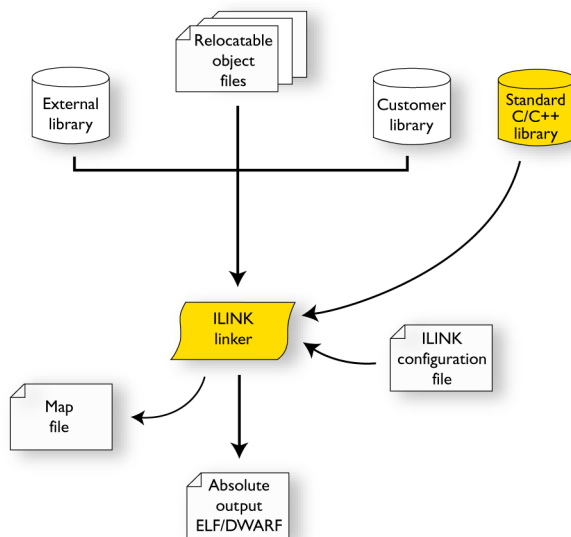 Relocatable
object
files
External
library
Customer
library
Standard
C/C++
library
ILINK
linker
ILINK
configuration
file
Map
file
Absolute
output
ELF/DWARF